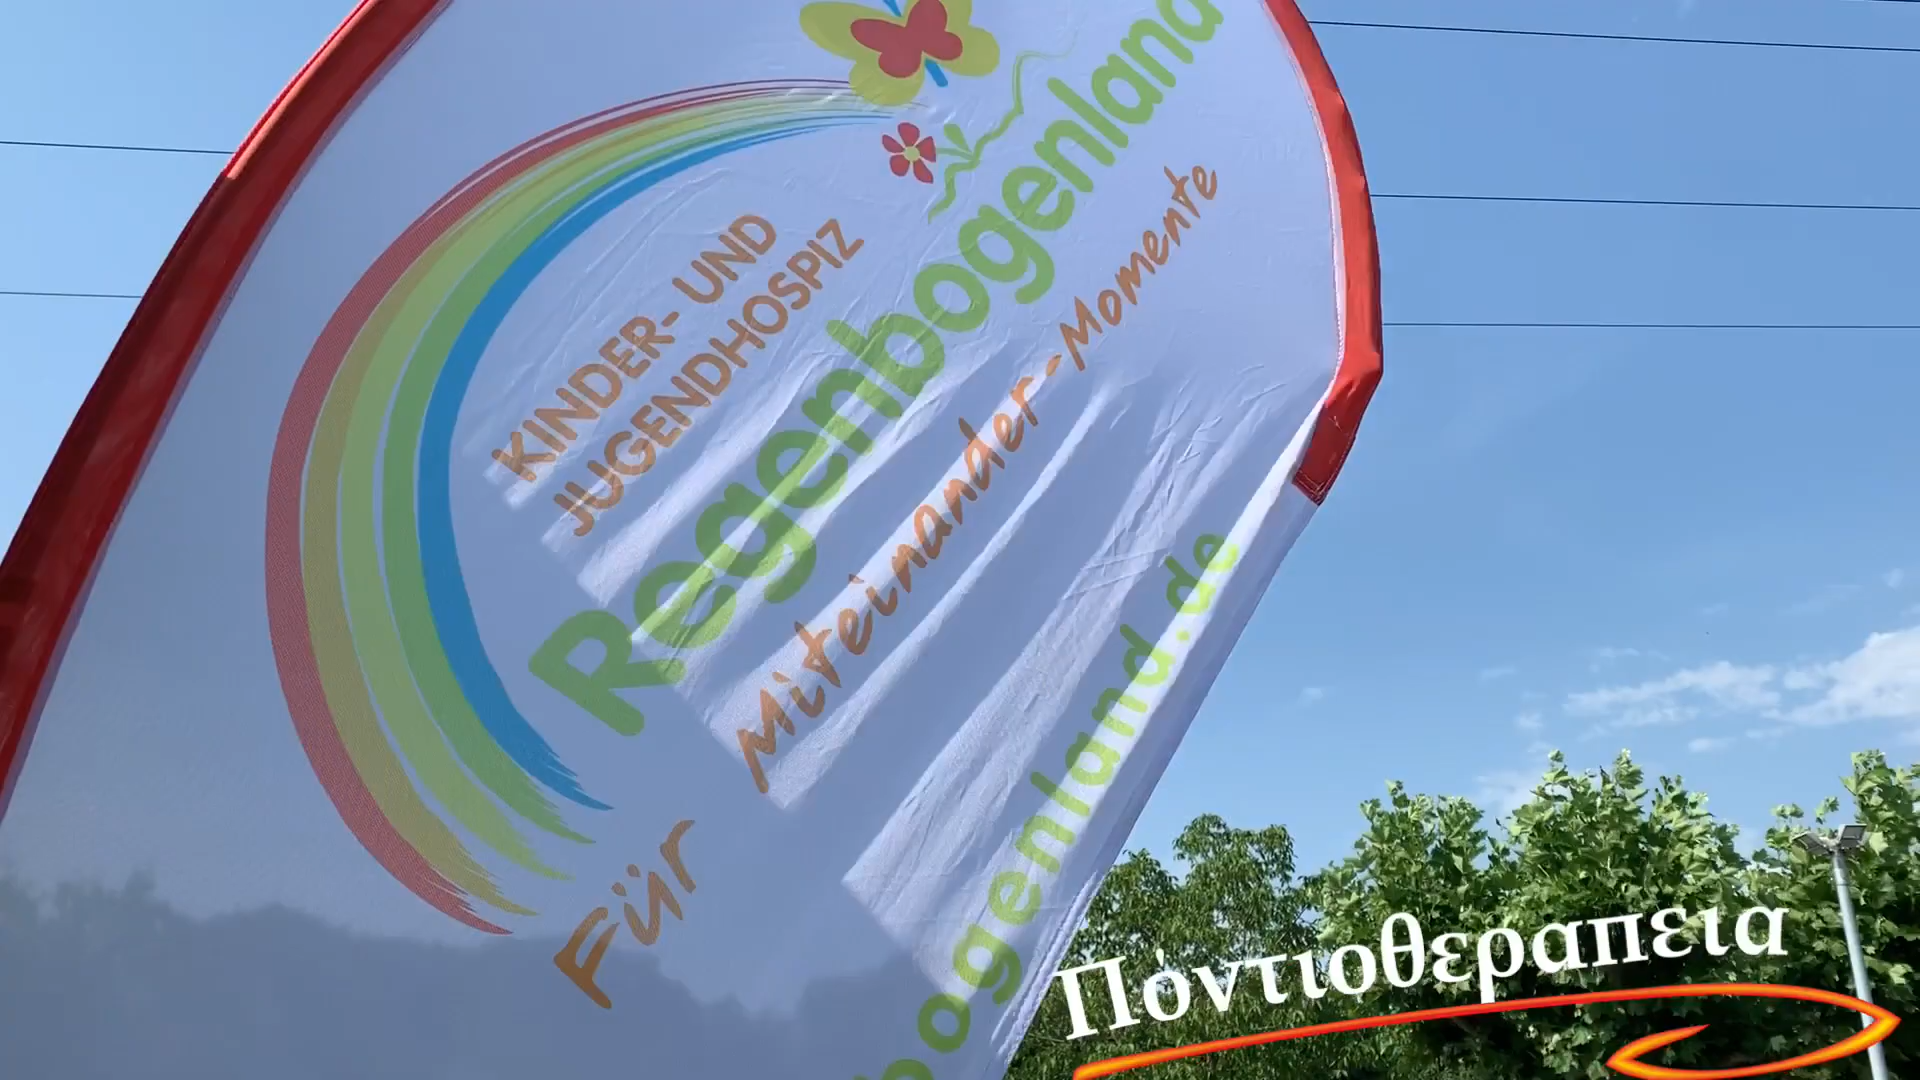 KINDER- UND
JUGENDHOSPIZ
Regenbogenland
Für Miteinander-Momente
bogenland.de
Πόντιοθεραπεια